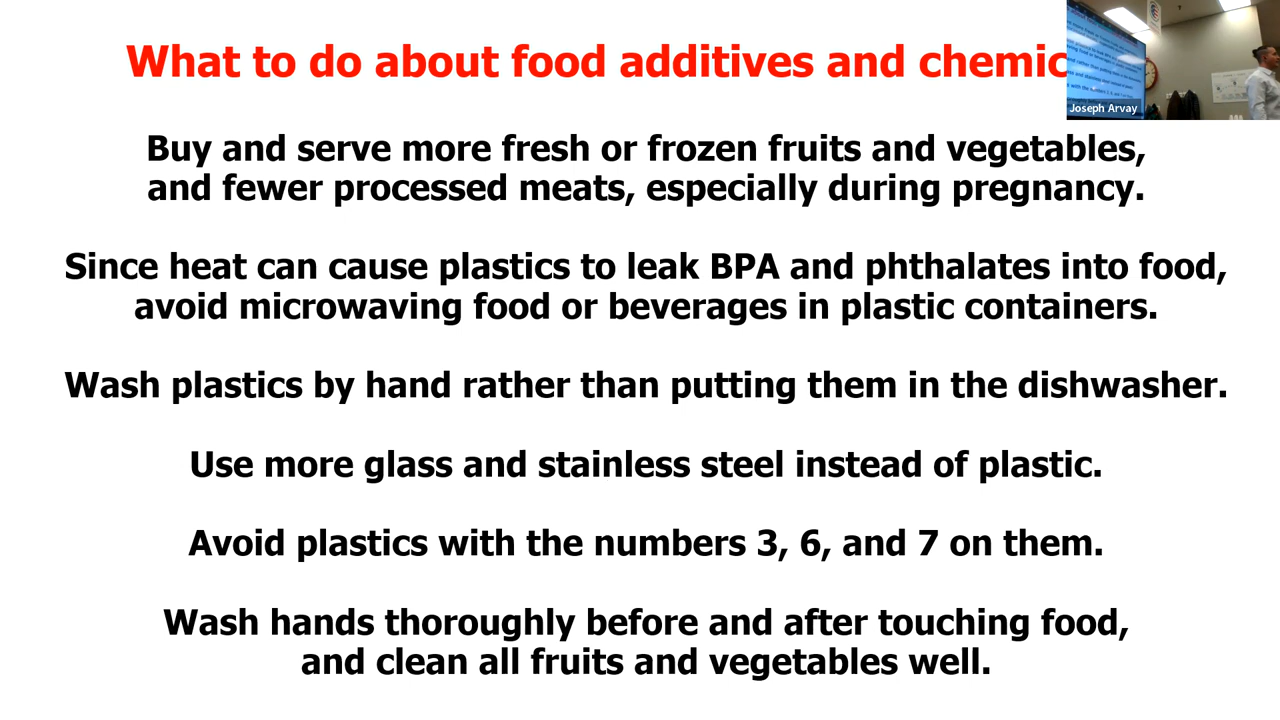 What to do about food additives and chemic
Joseph Arvay
Buy and serve more fresh or frozen fruits and vegetables,
and fewer processed meats, especially during pregnancy.
Since heat can cause plastics to leak BPA and phthalates into food,
avoid microwaving food or beverages in plastic containers.
Wash plastics by hand rather than putting them in the dishwasher.
Use more glass and stainless steel instead of plastic.
Avoid plastics with the numbers 3, 6, and 7 on them.
Wash hands thoroughly before and after touching food,
and clean all fruits and vegetables well.